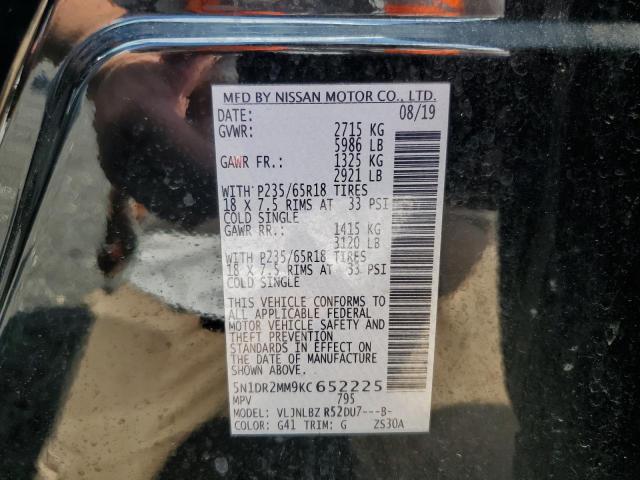 MFD BY NISSAN MOTOR CO., LTD.
DATE: 08/19
GVWR: 2715 KG
5986 LB
GAWR FR.: 1325 KG
2921 LB
WITH P235/65R18 TIRES
18 X 7.5 RIMS AT 33 PSI
COLD SINGLE
GAWR RR.: 1415 KG
3120 LB
WITH P235/65R18 TIRES
18 X 7.5 RIMS AT 33 PSI
COLD SINGLE
THIS VEHICLE CONFORMS TO
ALL APPLICABLE FEDERAL
MOTOR VEHICLE SAFETY AND
THEFT PREVENTION
STANDARDS IN EFFECT ON
THE DATE OF MANUFACTURE
SHOWN ABOVE.
5N1DR2MM9KC652225
MPV 795
MODEL: VLJNLBZ R52DU7---B-
COLOR: G41 TRIM: G ZS30A